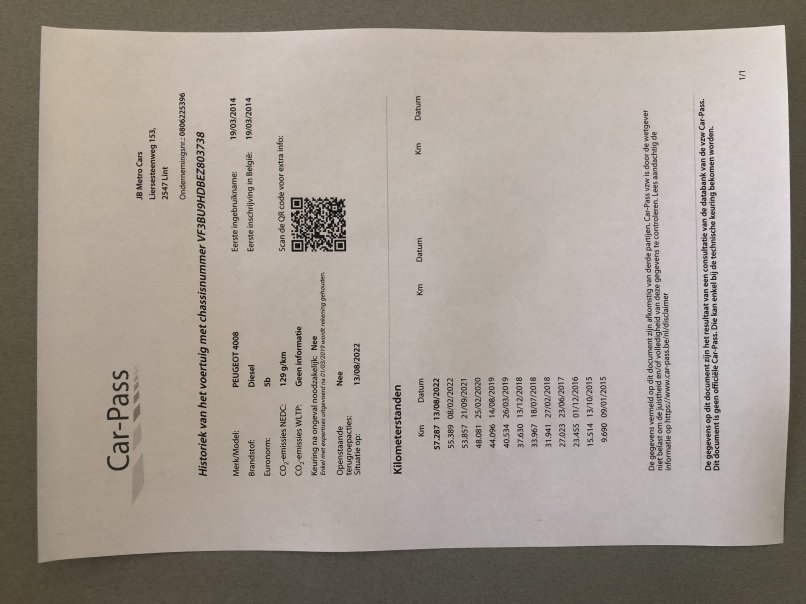 Car-Pass
JB Metro Cars
Liersesteenweg 153,
2547 Lint
Ondernemingsnr.: 0806225396
Historiek van het voertuig met chassisnummer VF3BU9HDBEZ803738
Merk/Model: PEUGEOT 4008
Eerste ingebruikname: 19/03/2014
Brandstof: Diesel
Eerste inschrijving in België: 19/03/2014
Euronorm: 5b
CO2-emissies NEDC: 129 g/km
Scan de QR code voor extra info:
CO2-emissies WLTP: Geen informatie
Keuring na ongeval noodzakelijk: Nee
Enkel met expertises uitgevoerd na 01/03/2019 wordt rekening gehouden.
Openstaande Nee
terugroepacties:
Situatie op: 13/08/2022
Kilometerstanden
Km Datum Km Datum Km Datum
57.287 13/08/2022
55.389 08/02/2022
53.857 21/09/2021
48.081 25/02/2020
44.096 14/08/2019
40.534 26/03/2019
37.630 13/12/2018
33.967 18/07/2018
31.941 27/02/2018
27.023 23/06/2017
23.455 01/12/2016
15.514 13/10/2015
9.690 09/01/2015
De gegevens vermeld op dit document zijn afkomstig van derde partijen. Car-Pass vzw is door de wetgever
niet belast om de juistheid en/of volledigheid van deze gegevens te controleren. Lees aandachtig de
informatie op https://www.car-pass.be/nl/disclaimer
De gegevens op dit document zijn het resultaat van een consultatie van de databank van de vzw Car-Pass.
Dit document is geen officiële Car-Pass. Die kan enkel bij de technische keuring bekomen worden.
1/1